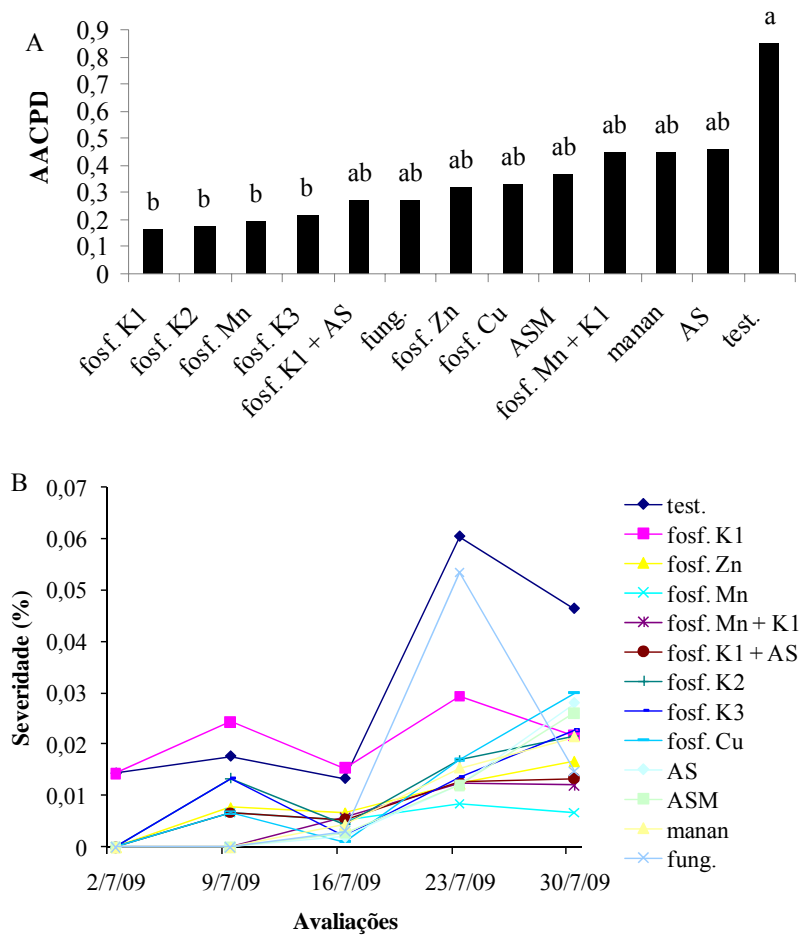 A
AACPD
0,9
0,8
0,7
0,6
0,5
0,4
0,3
0,2
0,1
0
b
b
b
b
ab
ab
ab
ab
ab
ab
ab
ab
a
fosf. K1
fosf. K2
fosf. Mn
fosf. K3
fosf. K1 + AS
fung.
fosf. Zn
fosf. Cu
ASM
fosf. Mn + K1
manan
AS
test.
B
Severidade (%)
0,07
0,06
0,05
0,04
0,03
0,02
0,01
0
2/7/09
9/7/09
16/7/09
23/7/09
30/7/09
Avaliações
test.
fosf. K1
fosf. Zn
fosf. Mn
fosf. Mn + K1
fosf. K1 + AS
fosf. K2
fosf. K3
fosf. Cu
AS
ASM
manan
fung.